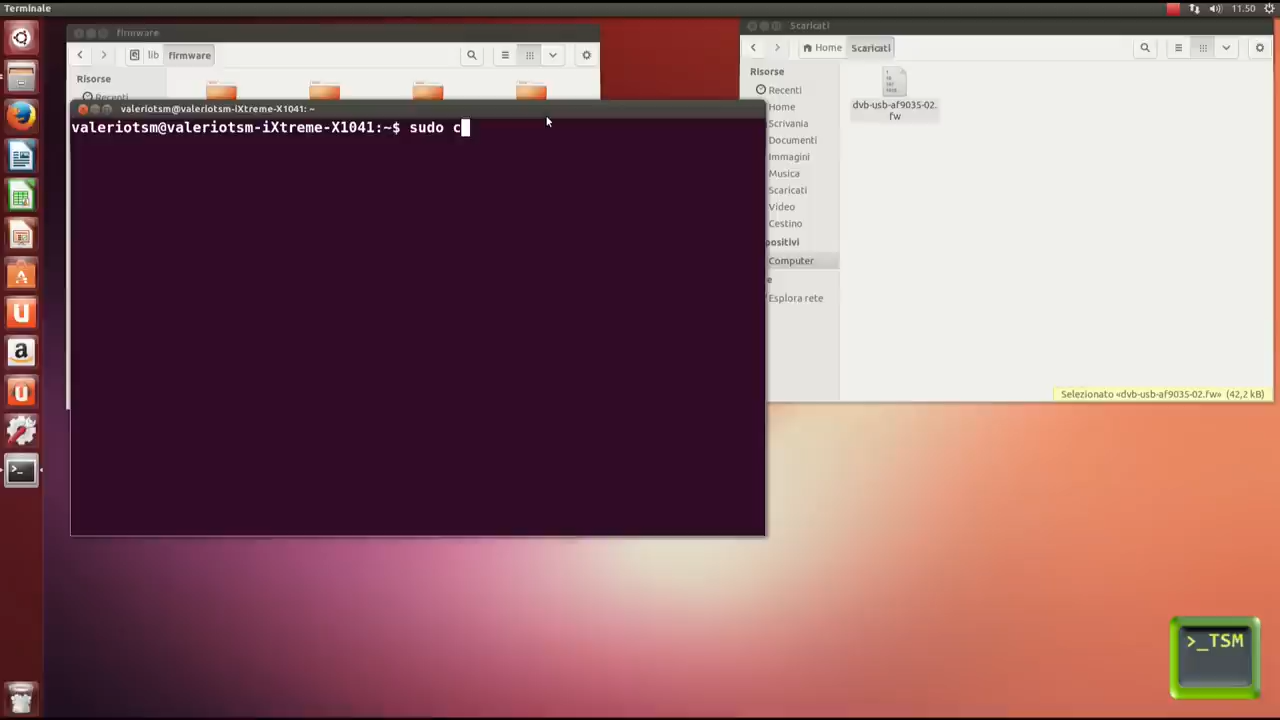 Terminale
11.50
firmware
lib
firmware
Risorse
Recenti
valeriotsm@valeriotsm-iXtreme-X1041: ~
valeriotsm@valeriotsm-iXtreme-X1041:~$ sudo c
Scaricati
Home
Scaricati
Risorse
Recenti
Home
Scrivania
Documenti
Immagini
Musica
Scaricati
Video
Cestino
positivi
Computer
e
Esplora rete
dvb-usb-af9035-02.
fw
Selezionato «dvb-usb-af9035-02.fw» (42,2 kB)
>_TSM